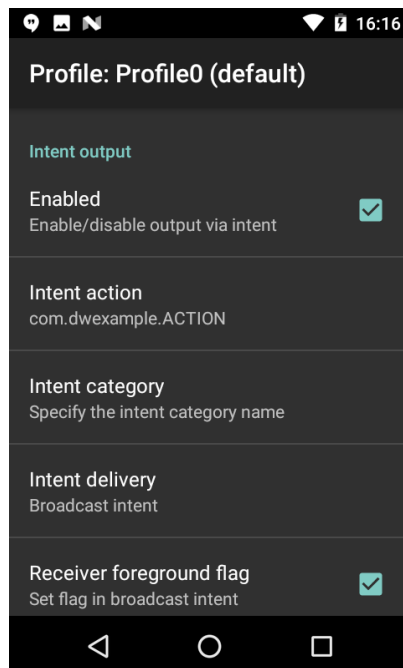 16:16
Profile: Profile0 (default)
Intent output
Enabled
Enable/disable output via intent
Intent action
com.dwexample.ACTION
Intent category
Specify the intent category name
Intent delivery
Broadcast intent
Receiver foreground flag
Set flag in broadcast intent